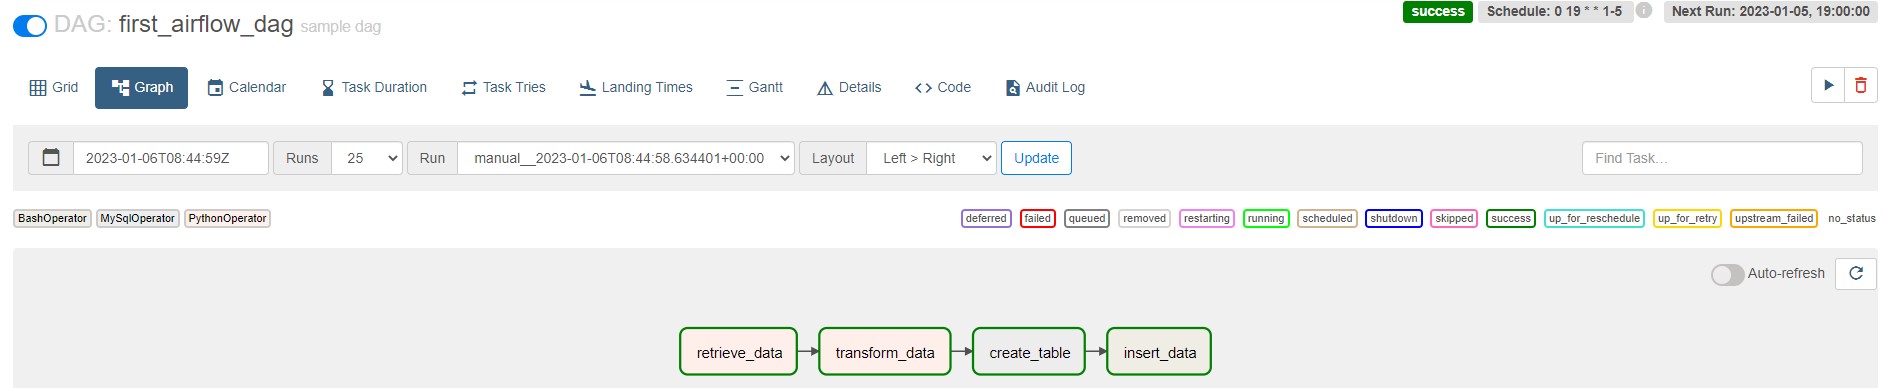 DAG: first_airflow_dag sample dag
success Schedule: 0 19 * * 1-5 i Next Run: 2023-01-05, 19:00:00
Grid Graph Calendar Task Duration Task Tries Landing Times Gantt Details Code Audit Log
2023-01-06T08:44:59Z Runs 25 Run manual__2023-01-06T08:44:58.634401+00:00 Layout Left > Right Update Find Task...
BashOperator MySqlOperator PythonOperator deferred failed queued removed restarting running scheduled shutdown skipped success up_for_reschedule up_for_retry upstream_failed no_status
Auto-refresh
retrieve_data transform_data create_table insert_data